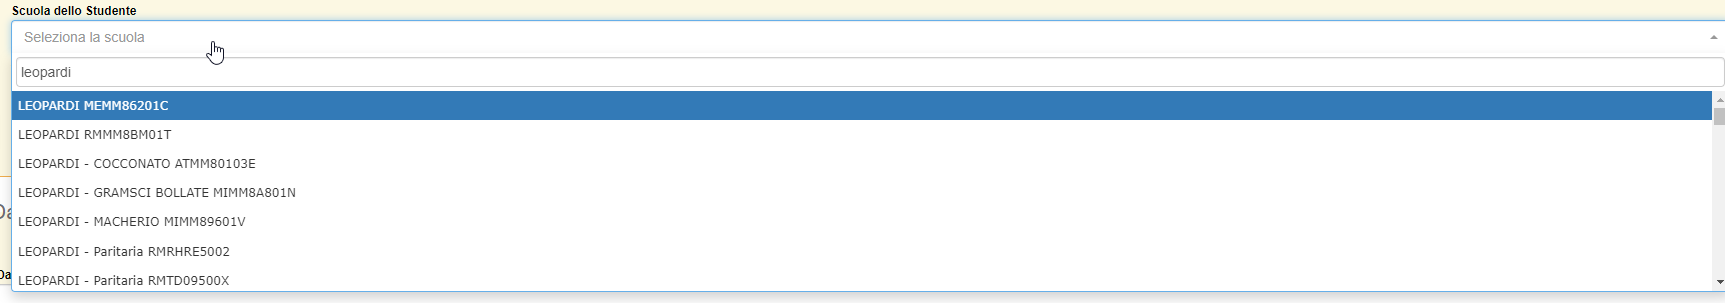 Scuola dello Studente
Seleziona la scuola
leopardi
LEOPARDI MEMM86201C
LEOPARDI RMMM8BM01T
LEOPARDI - COCCONATO ATMM80103E
LEOPARDI - GRAMSCI BOLLATE MIMM8A801N
LEOPARDI - MACHERIO MIMM89601V
LEOPARDI - Paritaria RMRHRE5002
LEOPARDI - Paritaria RMTD09500X